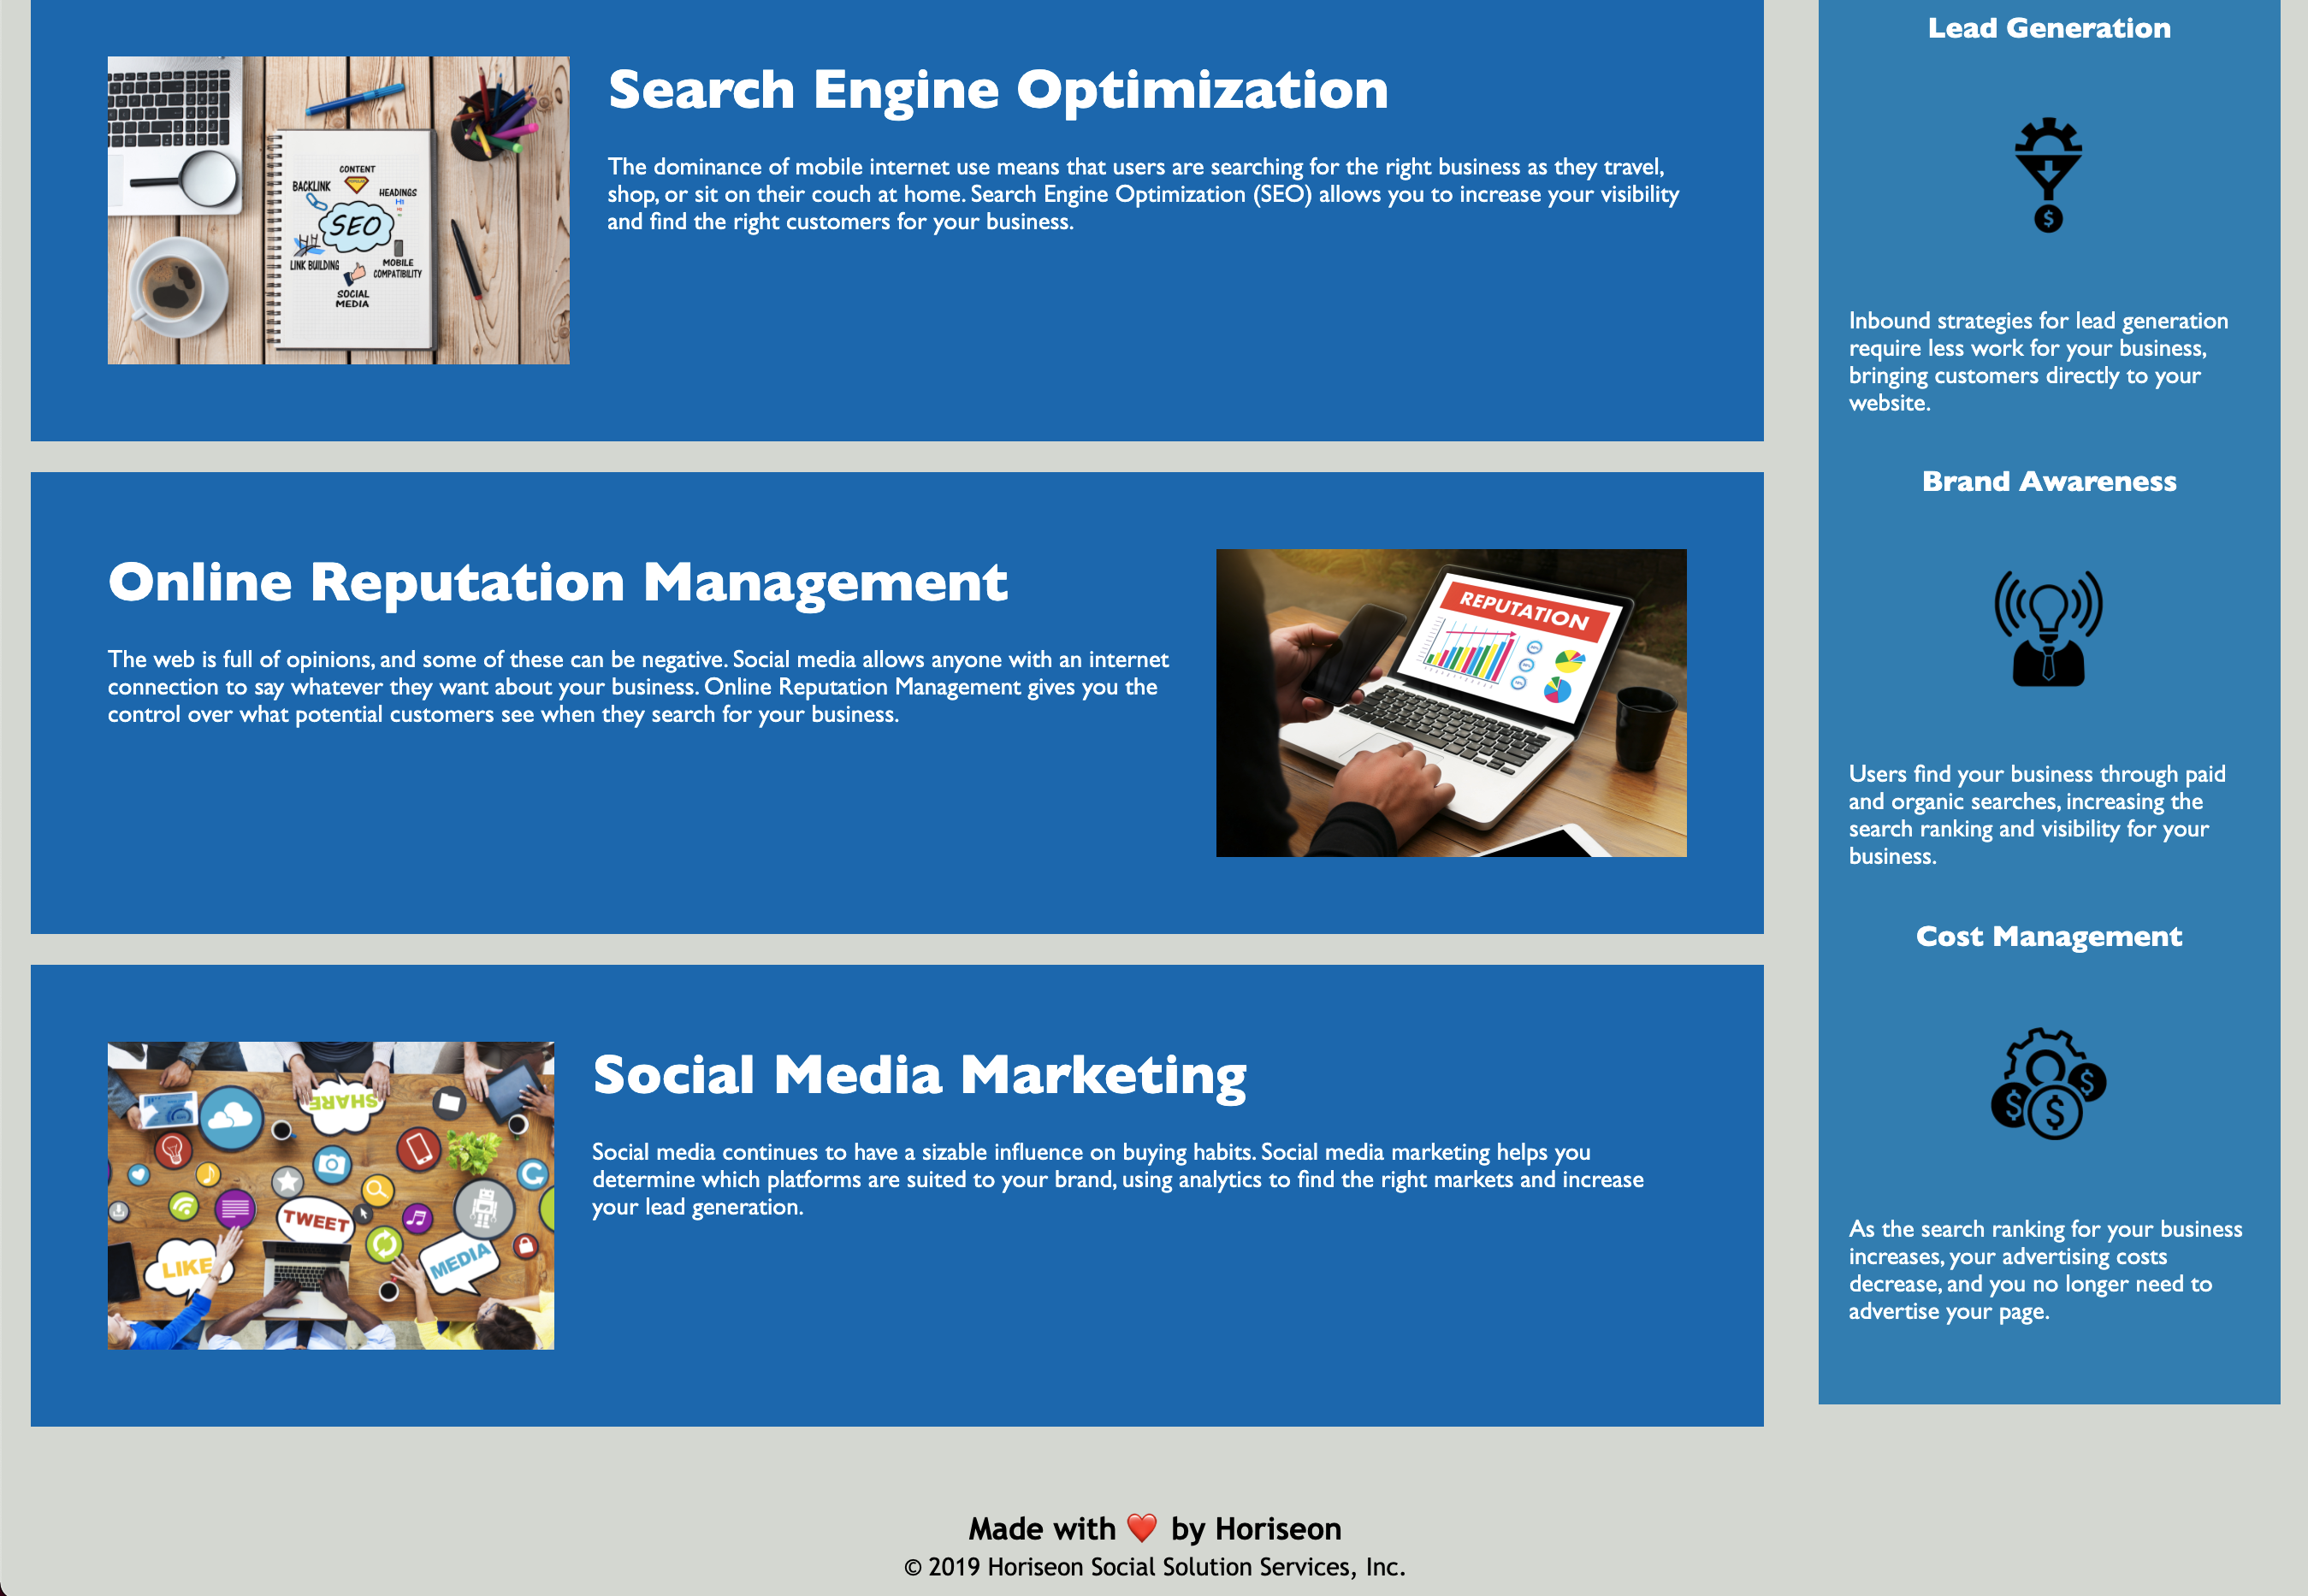 Search Engine Optimization
The dominance of mobile internet use means that users are searching for the right business as they travel,
shop, or sit on their couch at home. Search Engine Optimization (SEO) allows you to increase your visibility
and find the right customers for your business.
CONTENT
BACKLINK
HEADINGS
H1
SEO
LINK BUILDING
MOBILE
COMPATIBILITY
SOCIAL
MEDIA
Online Reputation Management
The web is full of opinions, and some of these can be negative. Social media allows anyone with an internet
connection to say whatever they want about your business. Online Reputation Management gives you the
control over what potential customers see when they search for your business.
REPUTATION
Social Media Marketing
Social media continues to have a sizable influence on buying habits. Social media marketing helps you
determine which platforms are suited to your brand, using analytics to find the right markets and increase
your lead generation.
SHARE
TWEET
LIKE
MEDIA
Lead Generation
$
Inbound strategies for lead generation
require less work for your business,
bringing customers directly to your
website.
Brand Awareness
Users find your business through paid
and organic searches, increasing the
search ranking and visibility for your
business.
Cost Management
$ $ $
As the search ranking for your business
increases, your advertising costs
decrease, and you no longer need to
advertise your page.
Made with ❤️ by Horiseon
© 2019 Horiseon Social Solution Services, Inc.